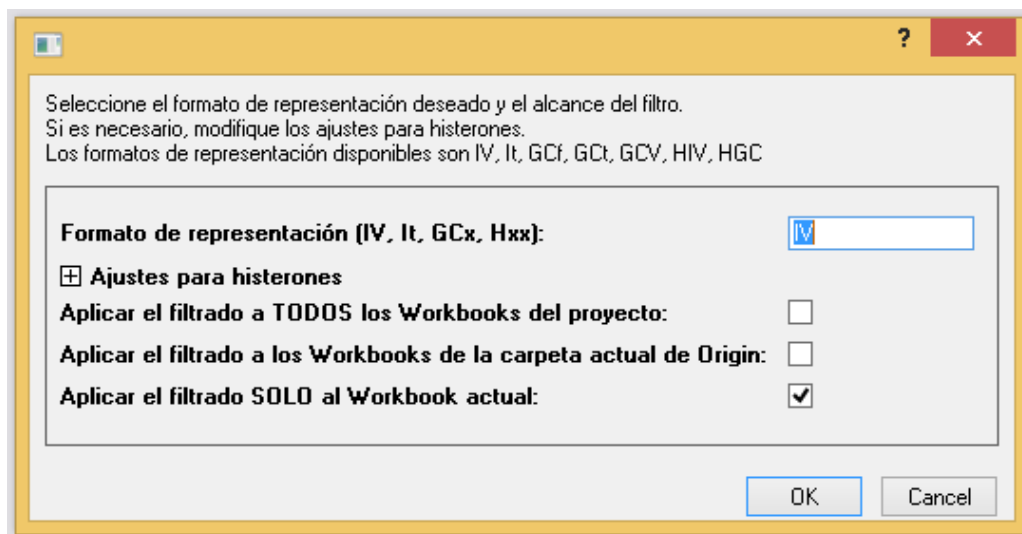 ?
Seleccione el formato de representación deseado y el alcance del filtro.
Si es necesario, modifique los ajustes para histerones.
Los formatos de representación disponibles son IV, It, GCf, GCt, GCV, HIV, HGC
Formato de representación (IV, It, GCx, Hxx): IV
Ajustes para histerones
Aplicar el filtrado a TODOS los Workbooks del proyecto:
Aplicar el filtrado a los Workbooks de la carpeta actual de Origin:
Aplicar el filtrado SOLO al Workbook actual:
OK Cancel